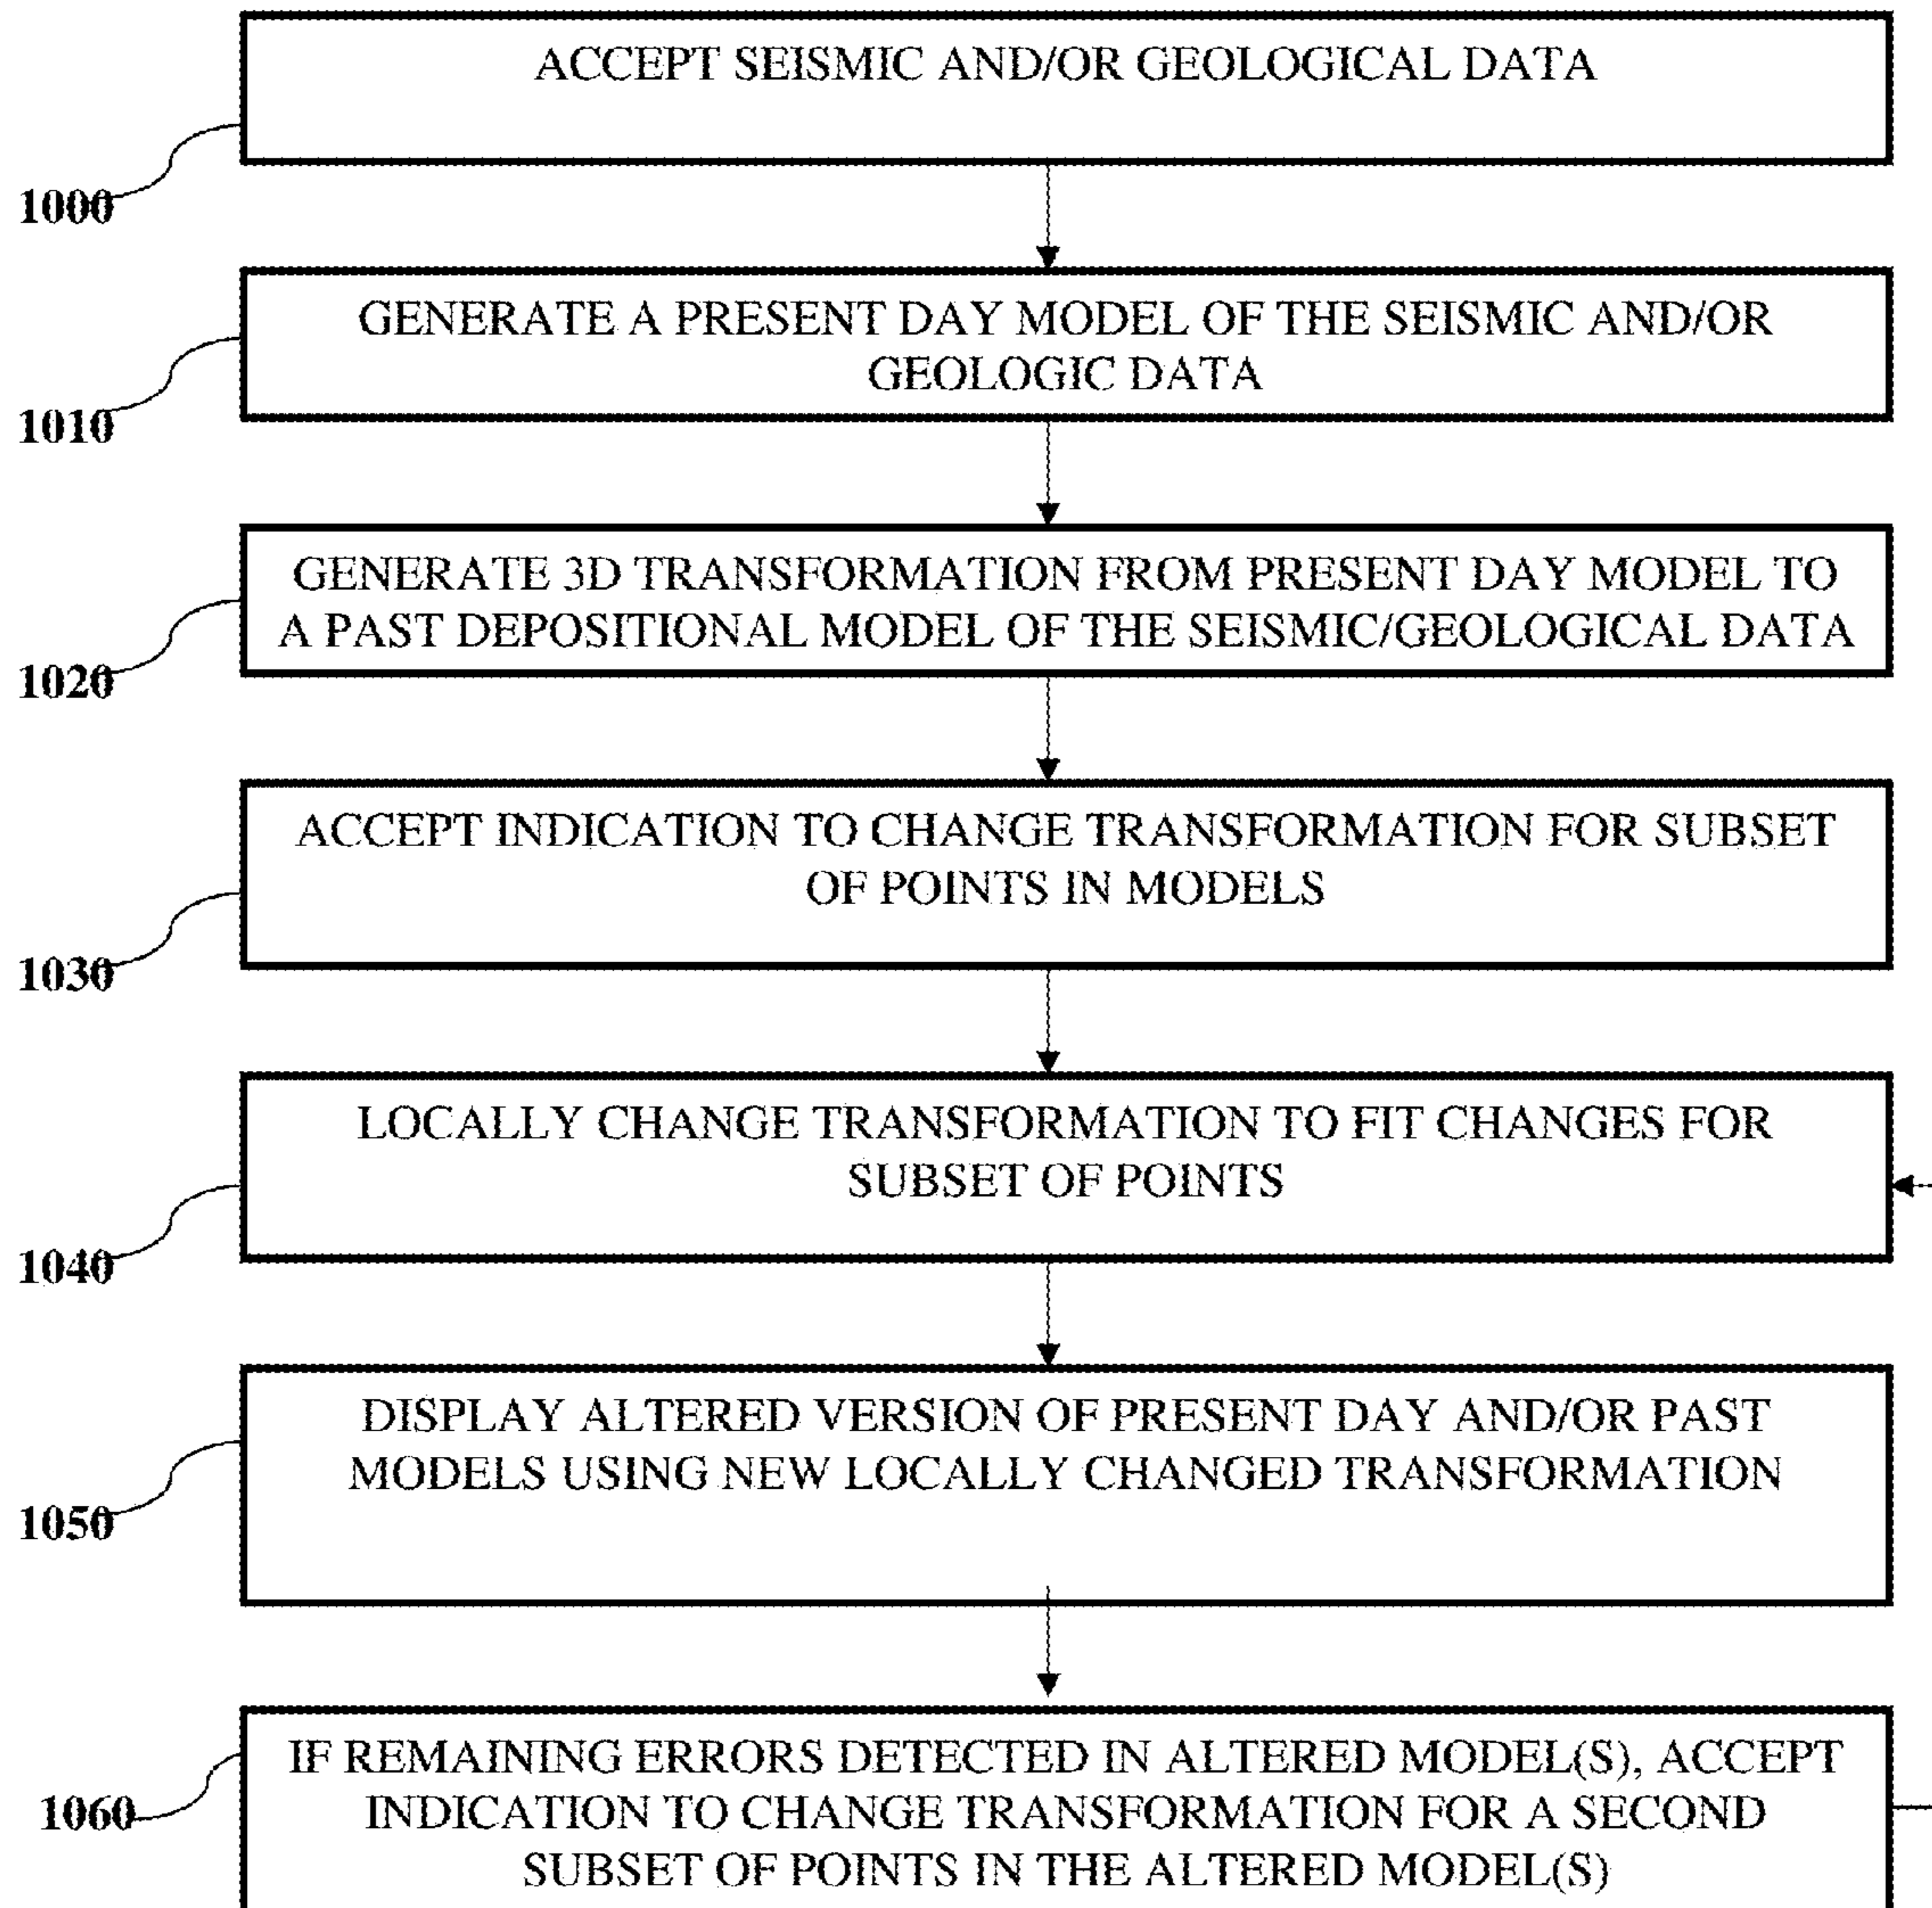 ACCEPT SEISMIC AND/OR GEOLOGICAL DATA
1000
GENERATE A PRESENT DAY MODEL OF THE SEISMIC AND/OR
GEOLOGIC DATA
1010
GENERATE 3D TRANSFORMATION FROM PRESENT DAY MODEL TO
A PAST DEPOSITIONAL MODEL OF THE SEISMIC/GEOLOGICAL DATA
1020
ACCEPT INDICATION TO CHANGE TRANSFORMATION FOR SUBSET
OF POINTS IN MODELS
1030
LOCALLY CHANGE TRANSFORMATION TO FIT CHANGES FOR
SUBSET OF POINTS
1040
DISPLAY ALTERED VERSION OF PRESENT DAY AND/OR PAST
MODELS USING NEW LOCALLY CHANGED TRANSFORMATION
1050
IF REMAINING ERRORS DETECTED IN ALTERED MODEL(S), ACCEPT
INDICATION TO CHANGE TRANSFORMATION FOR A SECOND
SUBSET OF POINTS IN THE ALTERED MODEL(S)
1060